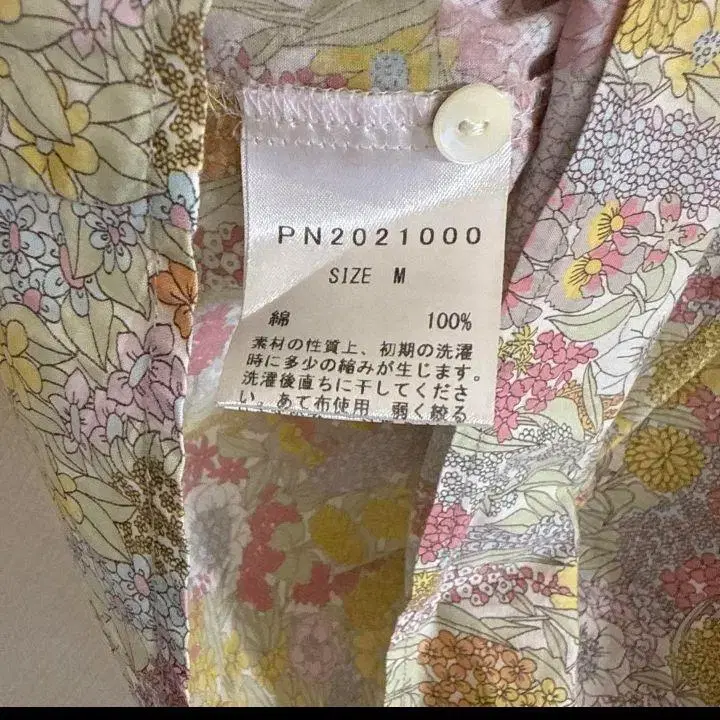 PN2021000
SIZE M
綿 100%
素材の性質上、初期の洗濯
時に多少の縮みが生じます。
洗濯後直ちに干してくださ
い。あて布使用 弱く絞る